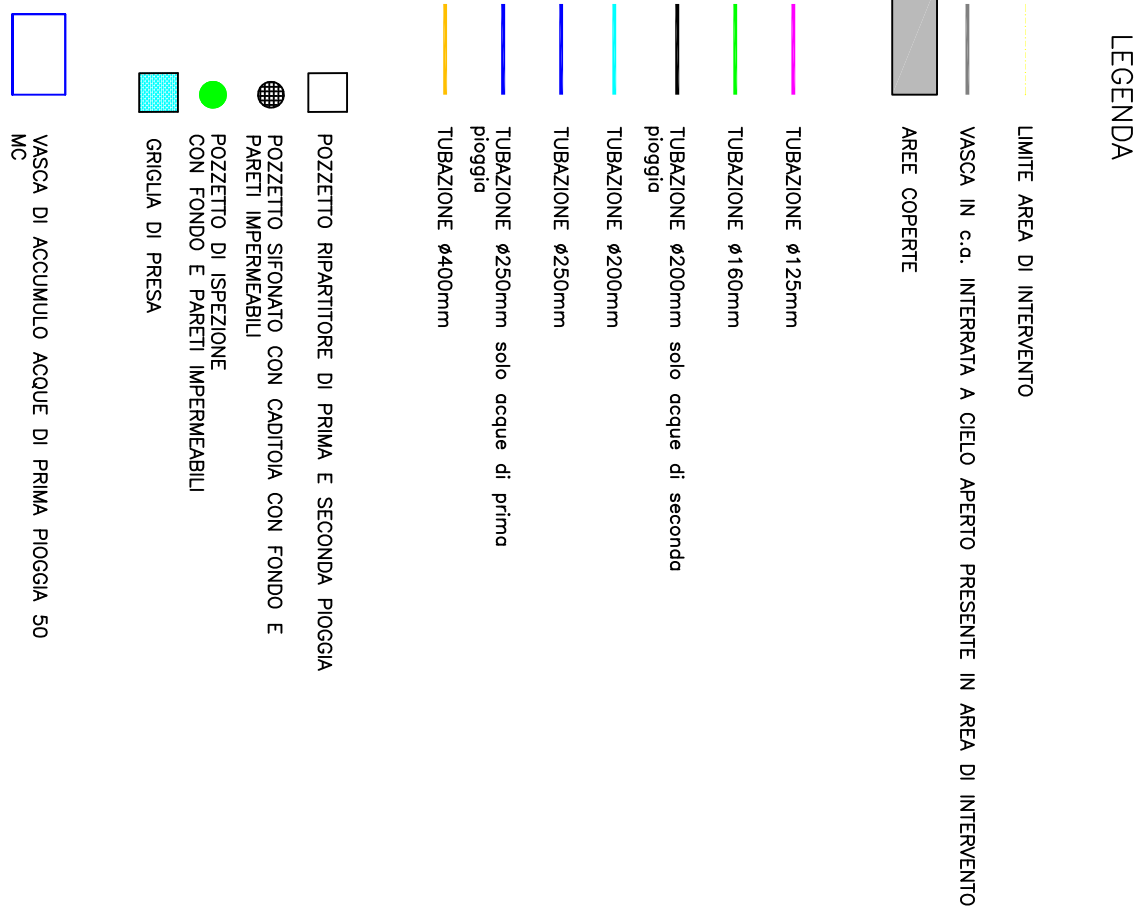 LEGENDA
LIMITE AREA DI INTERVENTO
VASCA IN c.a. INTERRATA A CIELO APERTO PRESENTE IN AREA DI INTERVENTO
AREE COPERTE
TUBAZIONE ø125mm
TUBAZIONE ø160mm
TUBAZIONE ø200mm solo acque di seconda
pioggia
TUBAZIONE ø200mm
TUBAZIONE ø250mm
TUBAZIONE ø250mm solo acque di prima
pioggia
TUBAZIONE ø400mm
POZZETTO RIPARTITORE DI PRIMA E SECONDA PIOGGIA
POZZETTO SIFONATO CON CADITOIA CON FONDO E
PARETI IMPERMEABILI
POZZETTO DI ISPEZIONE
CON FONDO E PARETI IMPERMEABILI
GRIGLIA DI PRESA
VASCA DI ACCUMULO ACQUE DI PRIMA PIOGGIA 50
MC